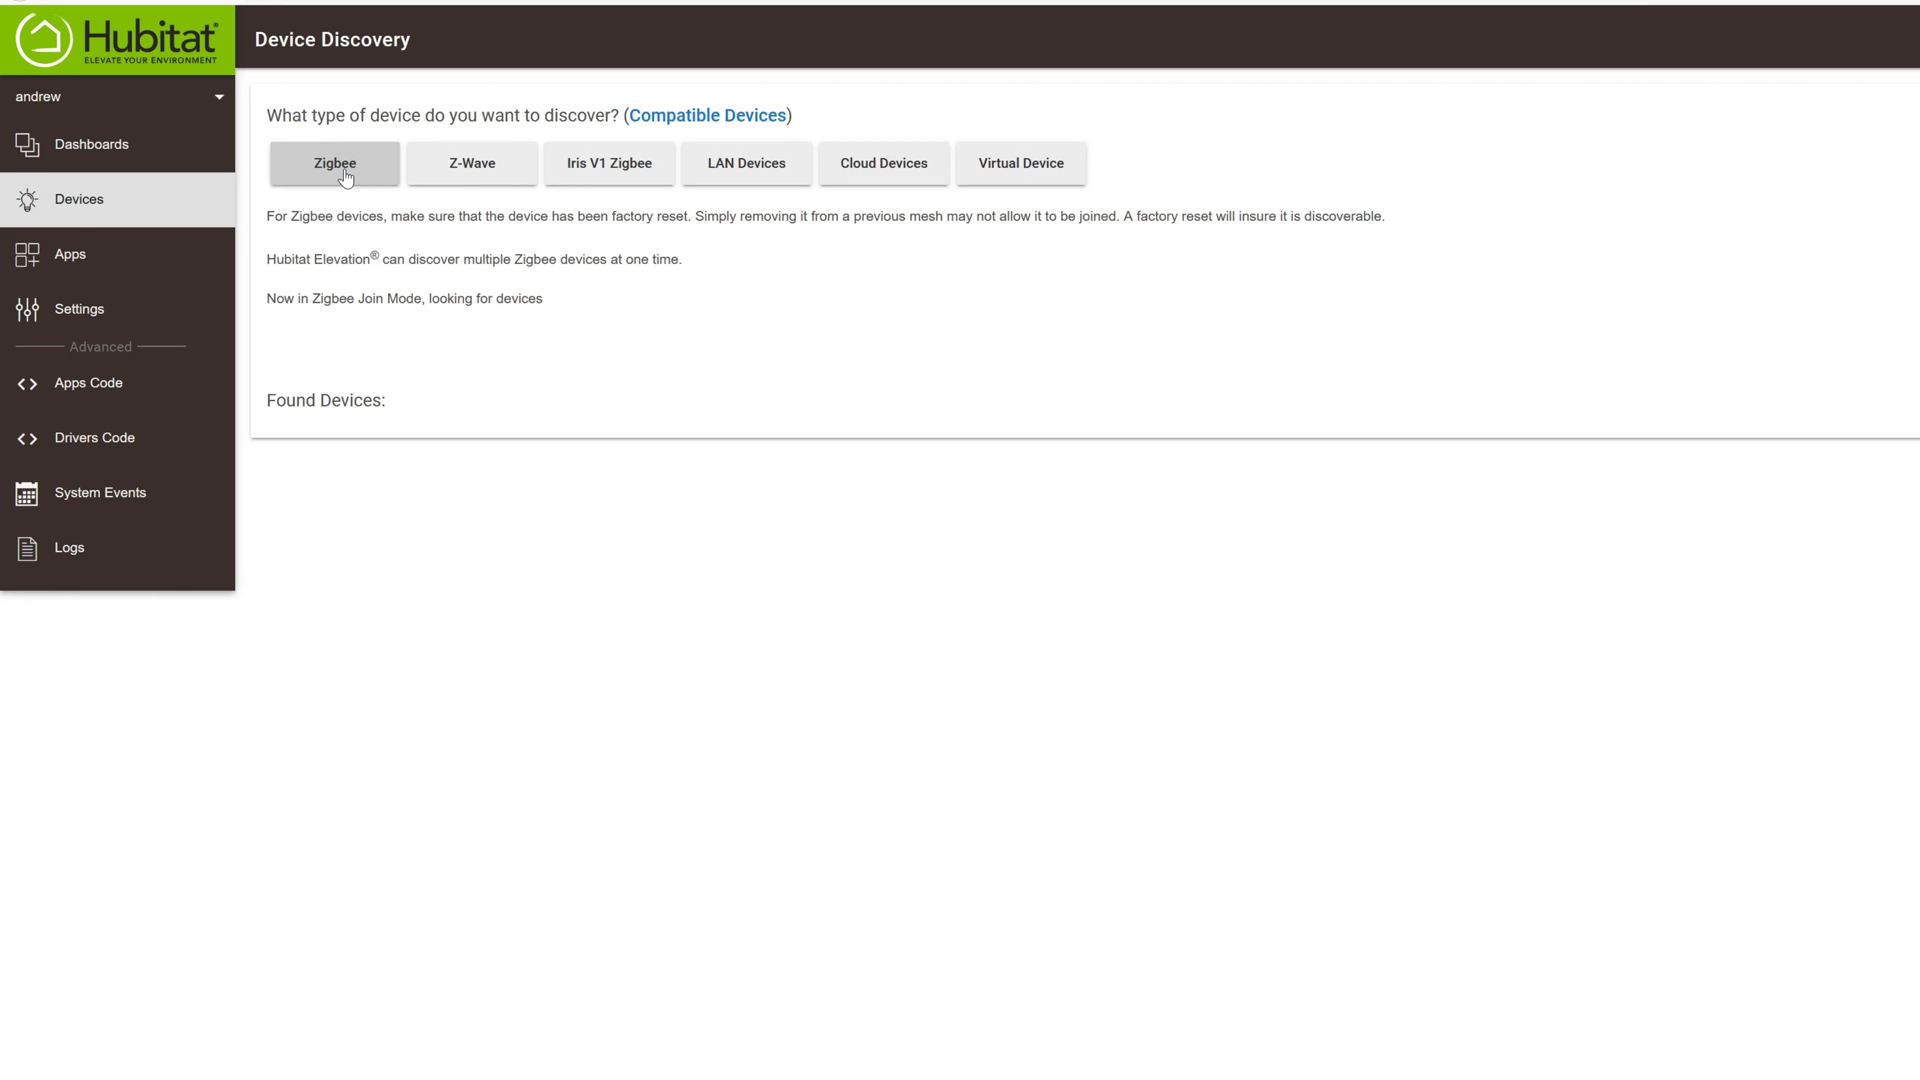 Hubitat®
ELEVATE YOUR ENVIRONMENT
Device Discovery
andrew
Dashboards
Devices
Apps
Settings
Advanced
Apps Code
Drivers Code
System Events
Logs
What type of device do you want to discover? (Compatible Devices)
Zigbee
Z-Wave
Iris V1 Zigbee
LAN Devices
Cloud Devices
Virtual Device
For Zigbee devices, make sure that the device has been factory reset. Simply removing it from a previous mesh may not allow it to be joined. A factory reset will insure it is discoverable.
Hubitat Elevation® can discover multiple Zigbee devices at one time.
Now in Zigbee Join Mode, looking for devices
Found Devices: